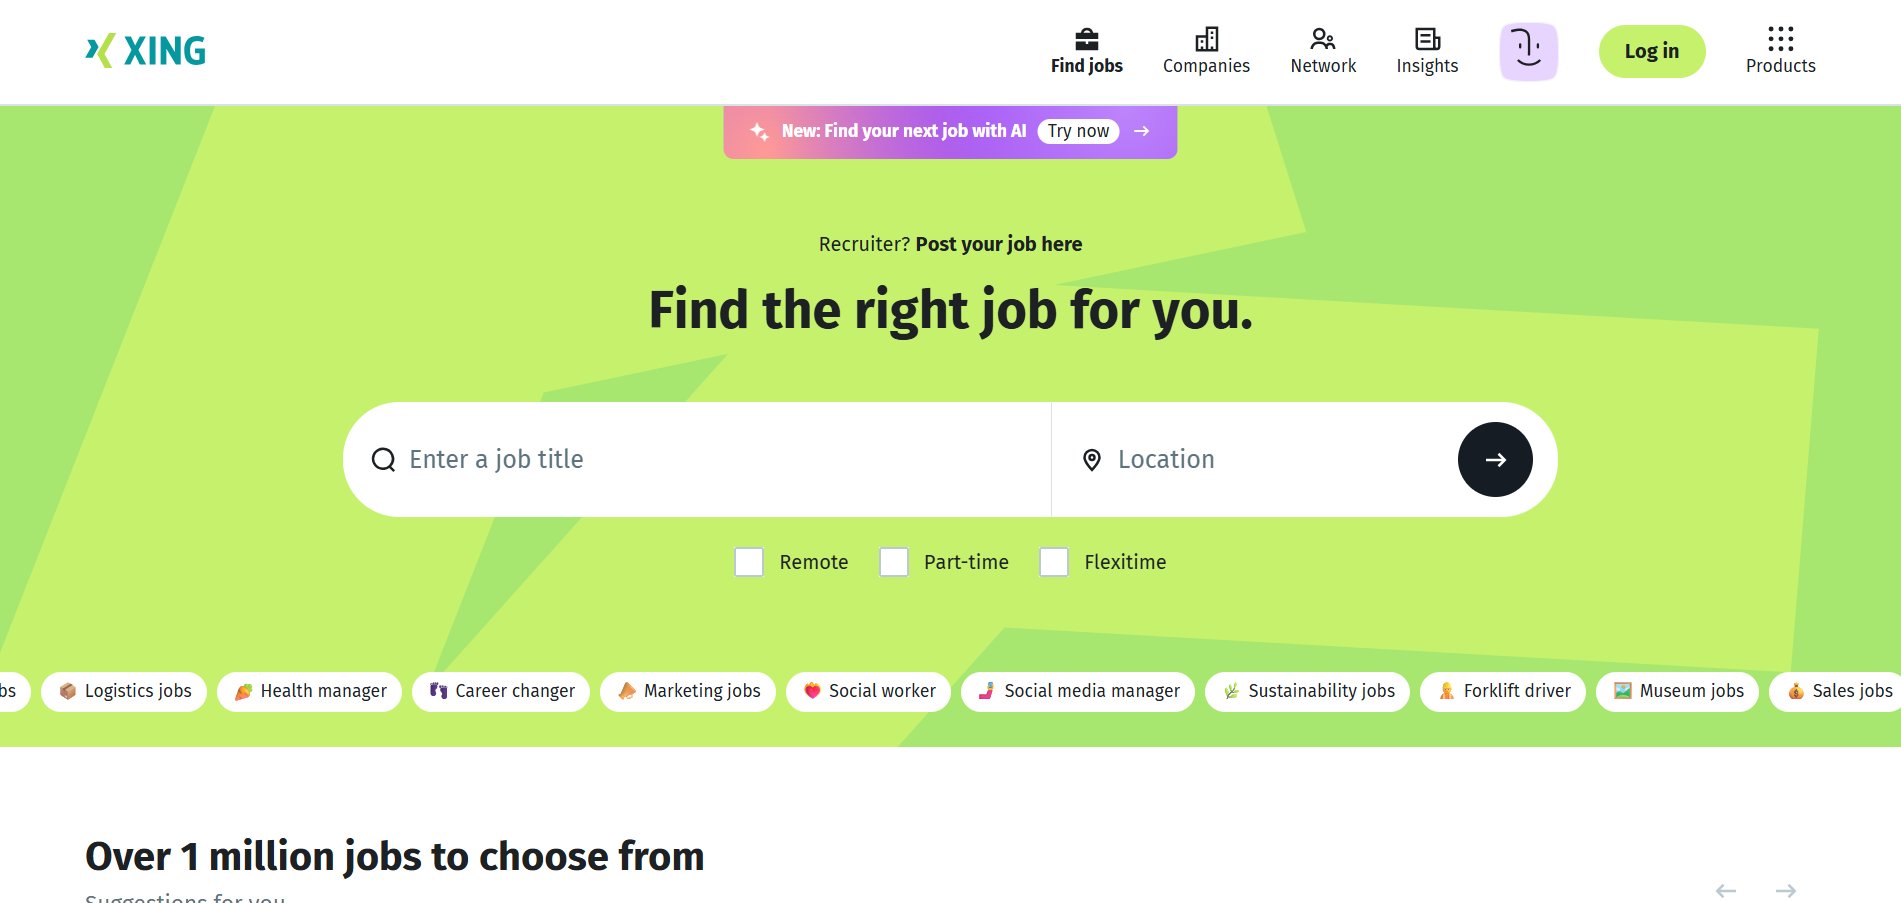 XING
Find jobs
Companies
Network
Insights
Log in
Products
New: Find your next job with AI Try now
Recruiter? Post your job here
Find the right job for you.
Enter a job title
Location
Remote
Part-time
Flexitime
bs
Logistics jobs
Health manager
Career changer
Marketing jobs
Social worker
Social media manager
Sustainability jobs
Forklift driver
Museum jobs
Sales jobs
Over 1 million jobs to choose from
Suggestions for you